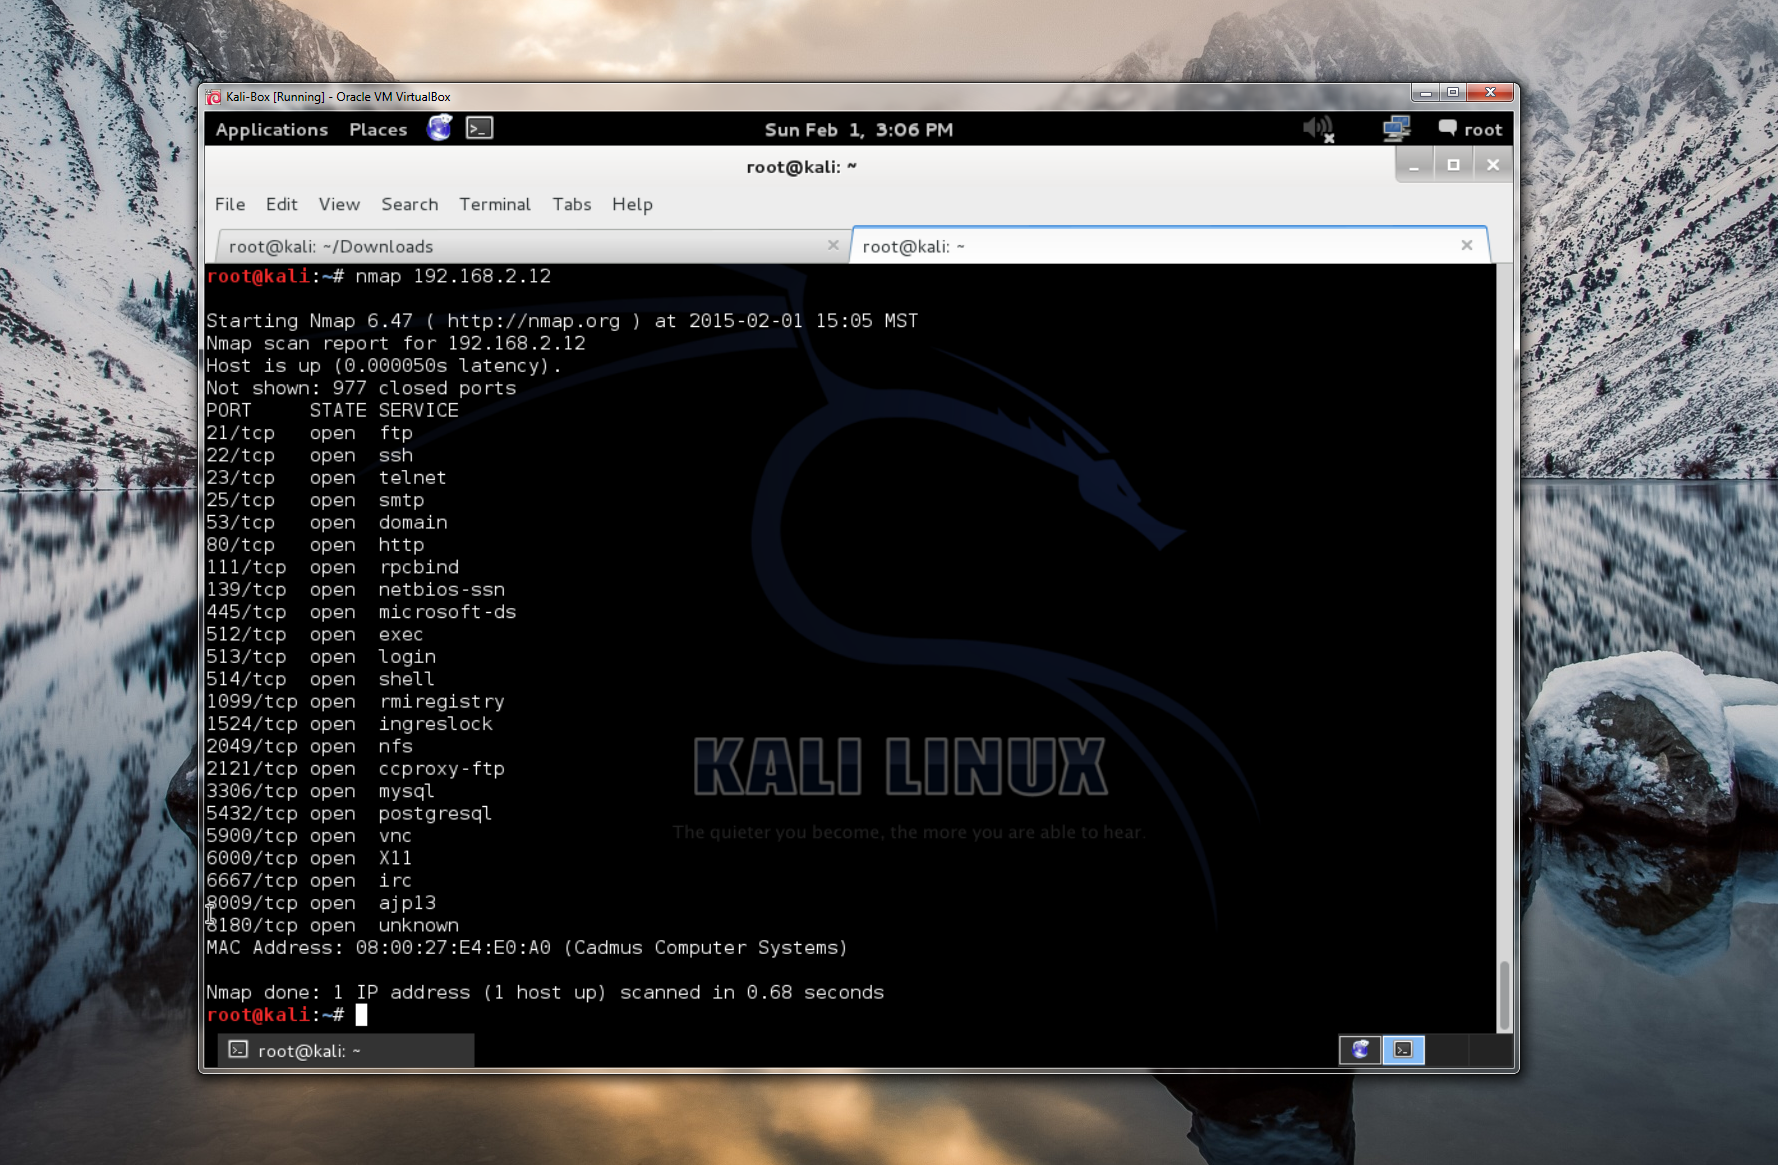 Kali-Box [Running] - Oracle VM VirtualBox
Applications Places Sun Feb 1, 3:06 PM root
root@kali: ~
File Edit View Search Terminal Tabs Help
root@kali: ~/Downloads root@kali: ~
root@kali:~# nmap 192.168.2.12
Starting Nmap 6.47 ( http://nmap.org ) at 2015-02-01 15:05 MST
Nmap scan report for 192.168.2.12
Host is up (0.000050s latency).
Not shown: 977 closed ports
PORT STATE SERVICE
21/tcp open ftp
22/tcp open ssh
23/tcp open telnet
25/tcp open smtp
53/tcp open domain
80/tcp open http
111/tcp open rpcbind
139/tcp open netbios-ssn
445/tcp open microsoft-ds
512/tcp open exec
513/tcp open login
514/tcp open shell
1099/tcp open rmiregistry
1524/tcp open ingreslock
2049/tcp open nfs
2121/tcp open ccproxy-ftp
3306/tcp open mysql
5432/tcp open postgresql
5900/tcp open vnc
6000/tcp open X11
6667/tcp open irc
8009/tcp open ajp13
8180/tcp open unknown
MAC Address: 08:00:27:E4:E0:A0 (Cadmus Computer Systems)
Nmap done: 1 IP address (1 host up) scanned in 0.68 seconds
root@kali:~#
KALI LINUX
The quieter you become, the more you are able to hear.
root@kali: ~